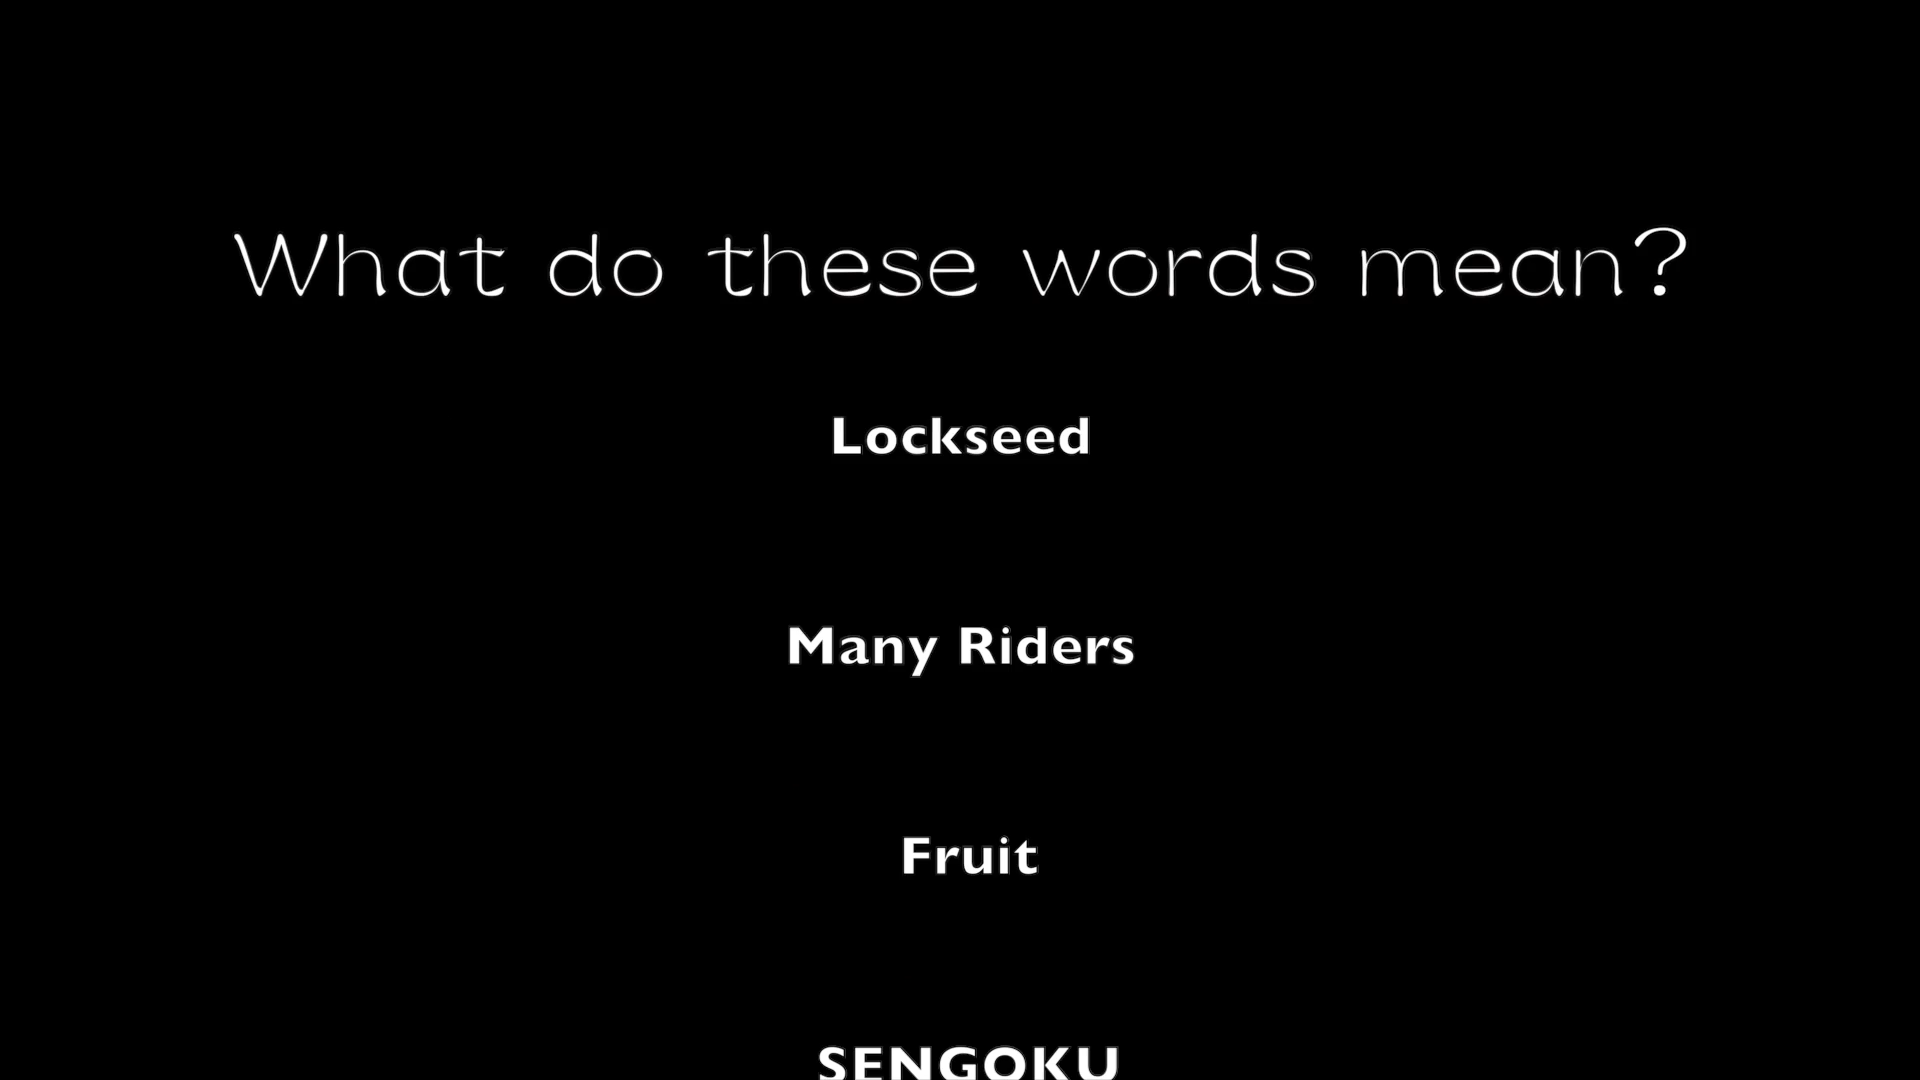 What do these words mean?
Lockseed
Many Riders
Fruit
SENGOKU